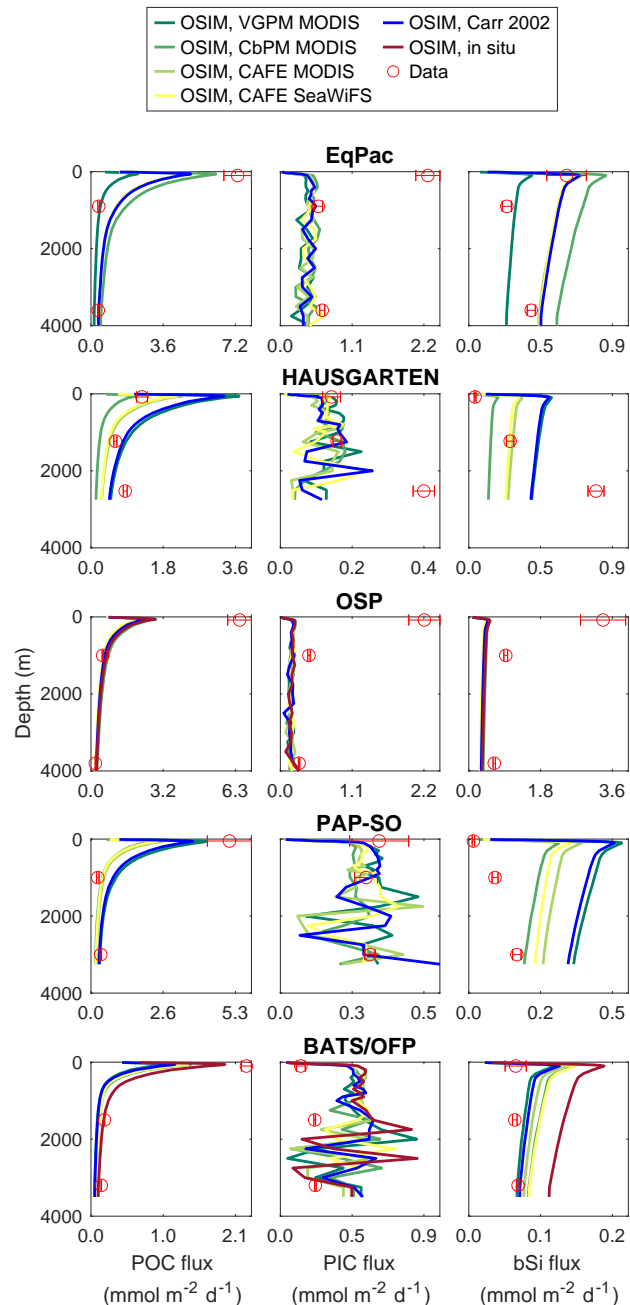 OSIM, VGPM MODIS
OSIM, CbPM MODIS
OSIM, CAFE MODIS
OSIM, CAFE SeaWiFS
OSIM, Carr 2002
OSIM, in situ
Data
EqPac
0
2000
4000
0.0 3.6 7.2
0.0 1.1 2.2
0.0 0.5 0.9
HAUSGARTEN
0
2000
4000
0.0 1.8 3.6
0.0 0.2 0.4
0.0 0.5 1.0
OSP
0
2000
4000
0.0 3.2 6.3
0.0 1.1 2.2
0.0 1.8 3.6
Depth (m)
PAP-SO
0
2000
4000
0.0 2.6 5.3
0.0 0.3 0.5
0.0 0.2 0.5
BATS/OFP
0
2000
4000
0.0 1.0 2.1
0.0 0.5 0.9
0.0 0.1 0.2
POC flux
(mmol m⁻² d⁻¹)
PIC flux
(mmol m⁻² d⁻¹)
bSi flux
(mmol m⁻² d⁻¹)